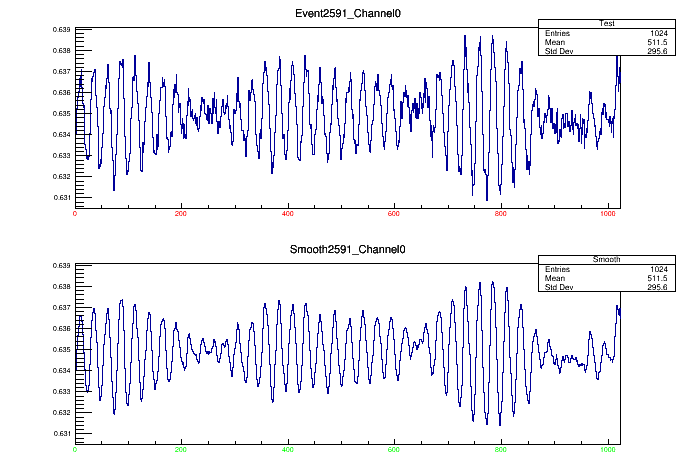 Event2591_Channel0
Test
Entries 1024
Mean 511.5
Std Dev 295.6
0.639
0.638
0.637
0.636
0.635
0.634
0.633
0.632
0.631
0 200 400 600 800 1000
Smooth2591_Channel0
Smooth
Entries 1024
Mean 511.5
Std Dev 295.6
0.639
0.638
0.637
0.636
0.635
0.634
0.633
0.632
0.631
0 200 400 600 800 1000